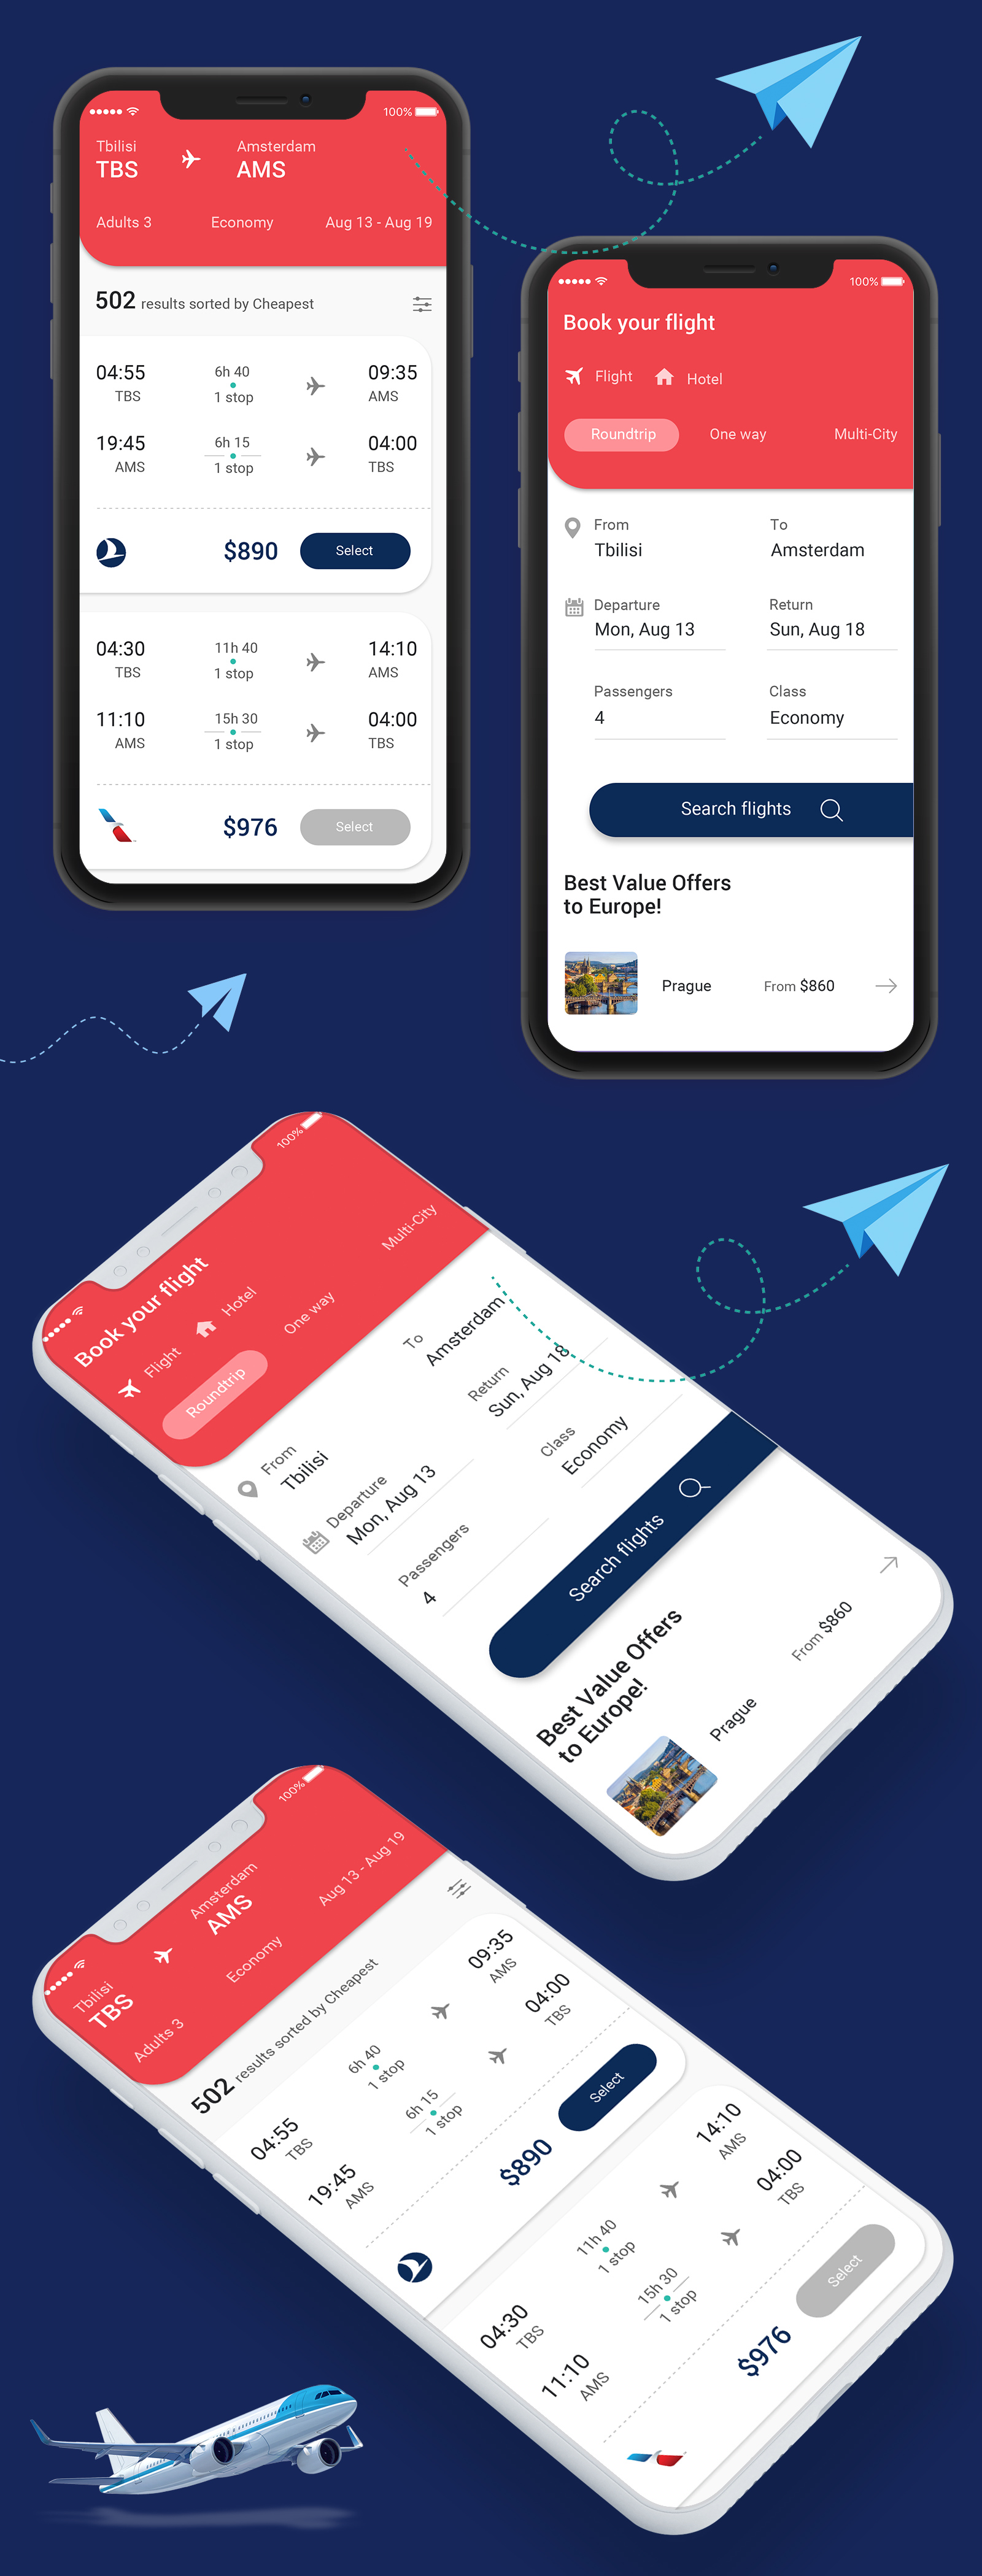 100%
Tbilisi Amsterdam
TBS AMS
Adults 3 Economy Aug 13 - Aug 19
502 results sorted by Cheapest
04:55 6h 40 09:35
TBS 1 stop AMS
19:45 6h 15 04:00
AMS 1 stop TBS
$890 Select
04:30 11h 40 14:10
TBS 1 stop AMS
11:10 15h 30 04:00
AMS 1 stop TBS
$976 Select
100%
Book your flight
Flight Hotel
Roundtrip One way Multi-City
From To
Tbilisi Amsterdam
Departure Return
Mon, Aug 13 Sun, Aug 18
Passengers Class
4 Economy
Search flights
Best Value Offers
to Europe!
Prague From $860
100%
Book your flight
Flight Hotel
Roundtrip One way Multi-City
From To
Tbilisi Amsterdam
Departure Return
Mon, Aug 13 Sun, Aug 18
Passengers Class
4 Economy
Search flights
Best Value Offers
to Europe!
Prague From $860
100%
Tbilisi Amsterdam
TBS AMS
Adults 3 Economy Aug 13 - Aug 19
502 results sorted by Cheapest
04:55 6h 40 09:35
TBS 1 stop AMS
19:45 6h 15 04:00
AMS 1 stop TBS
$890 Select
04:30 11h 40 14:10
TBS 1 stop AMS
11:10 15h 30 04:00
AMS 1 stop TBS
$976 Select